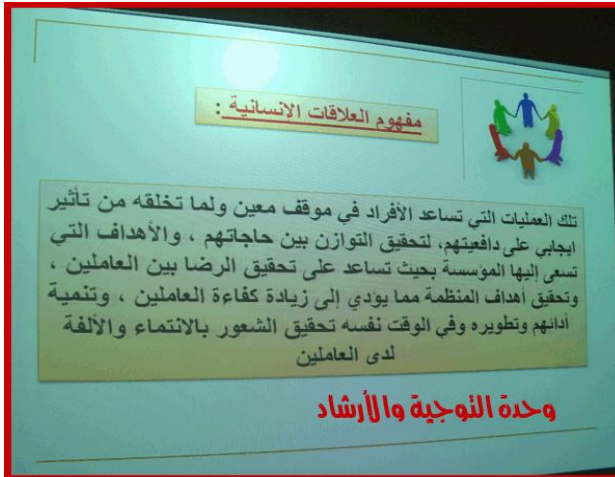 مفهوم العلاقات الإنسانية :
تلك العمليات التي تساعد الأفراد في موقف معين ولما تخلقه من تأثير
ايجابي على دافعيتهم، لتحقيق التوازن بين حاجاتهم ، والأهداف التي
تسعى إليها المؤسسة بحيث تساعد على تحقيق الرضا بين العاملين ،
وتحقيق أهداف المنظمة مما يؤدي إلى زيادة كفاءة العاملين ، وتنمية
أدائهم وتطويره وفي الوقت نفسه تحقيق الشعور بالانتماء والألفة
لدى العاملين
وحدة التوجية والأرشاد